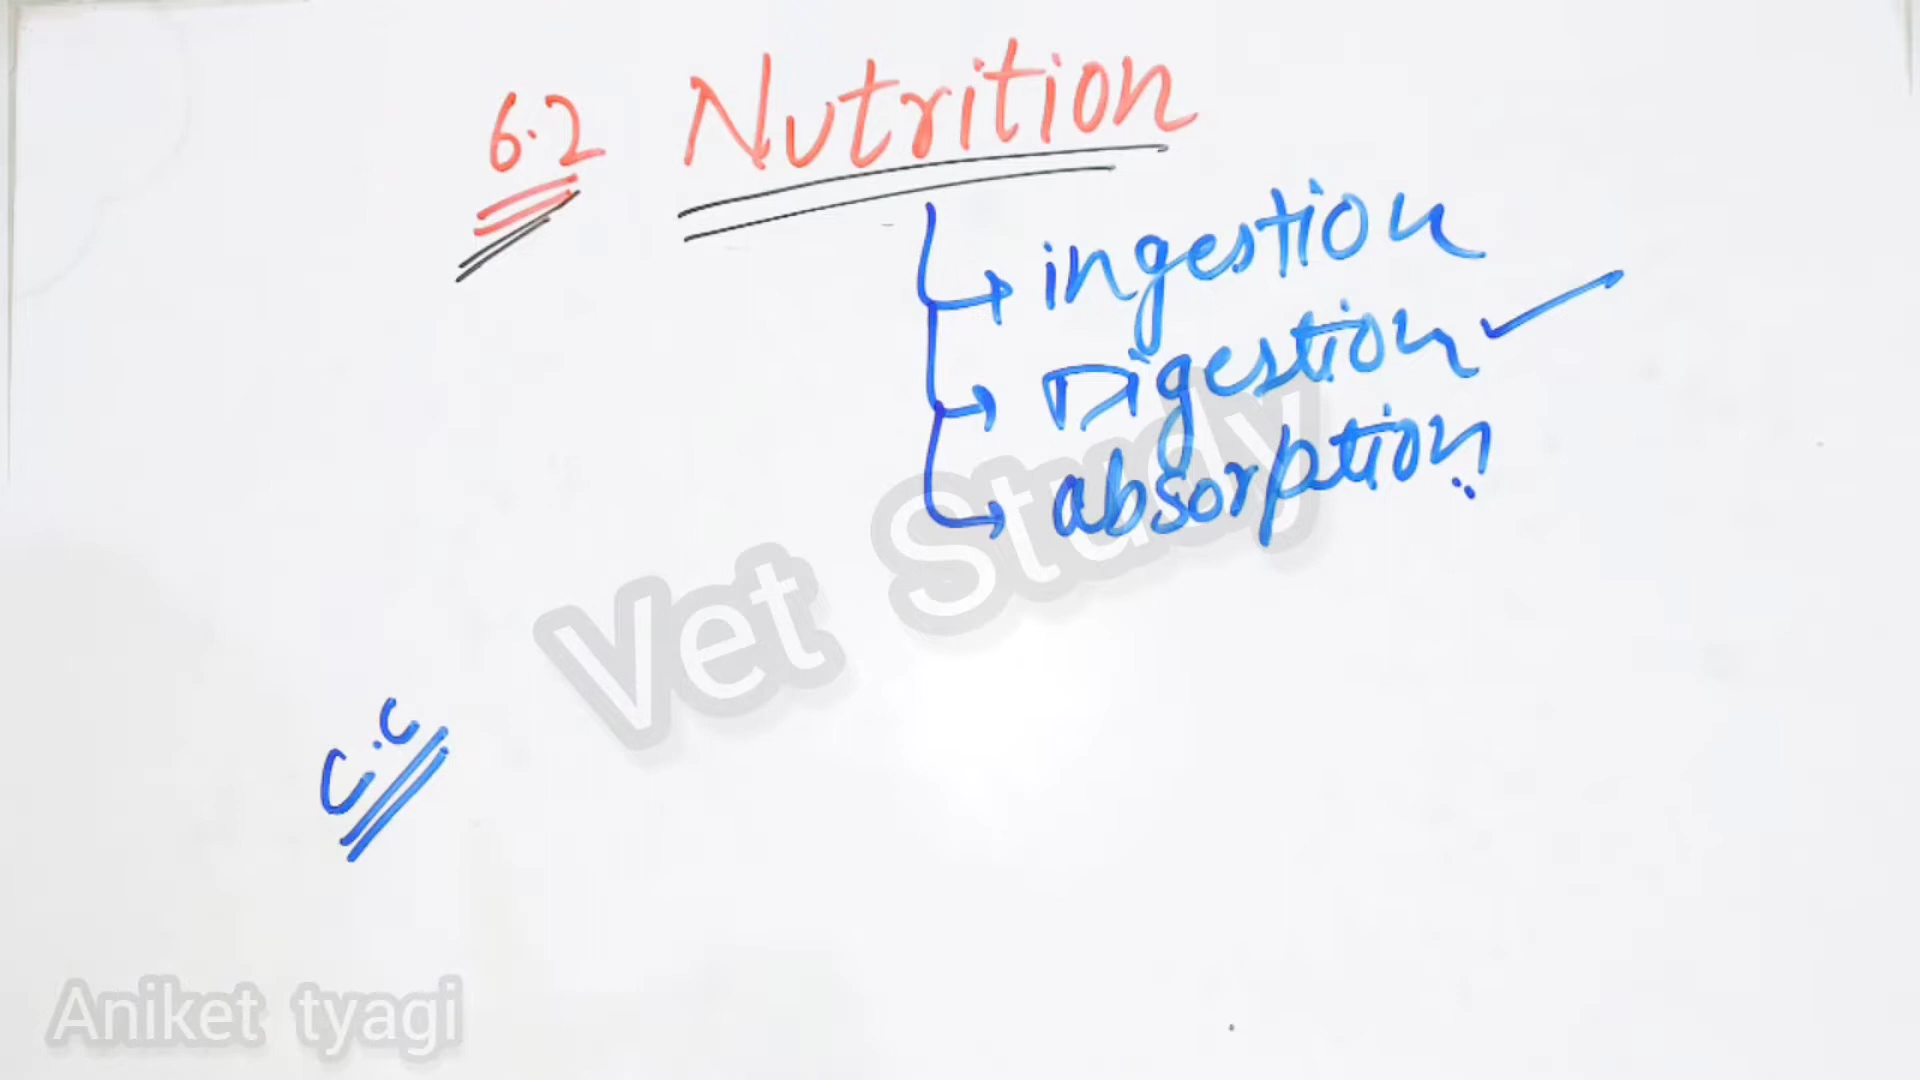 6.2 Nutrition
ingestion
Digestion
absorption
Vet Study
C.C
Aniket tyagi